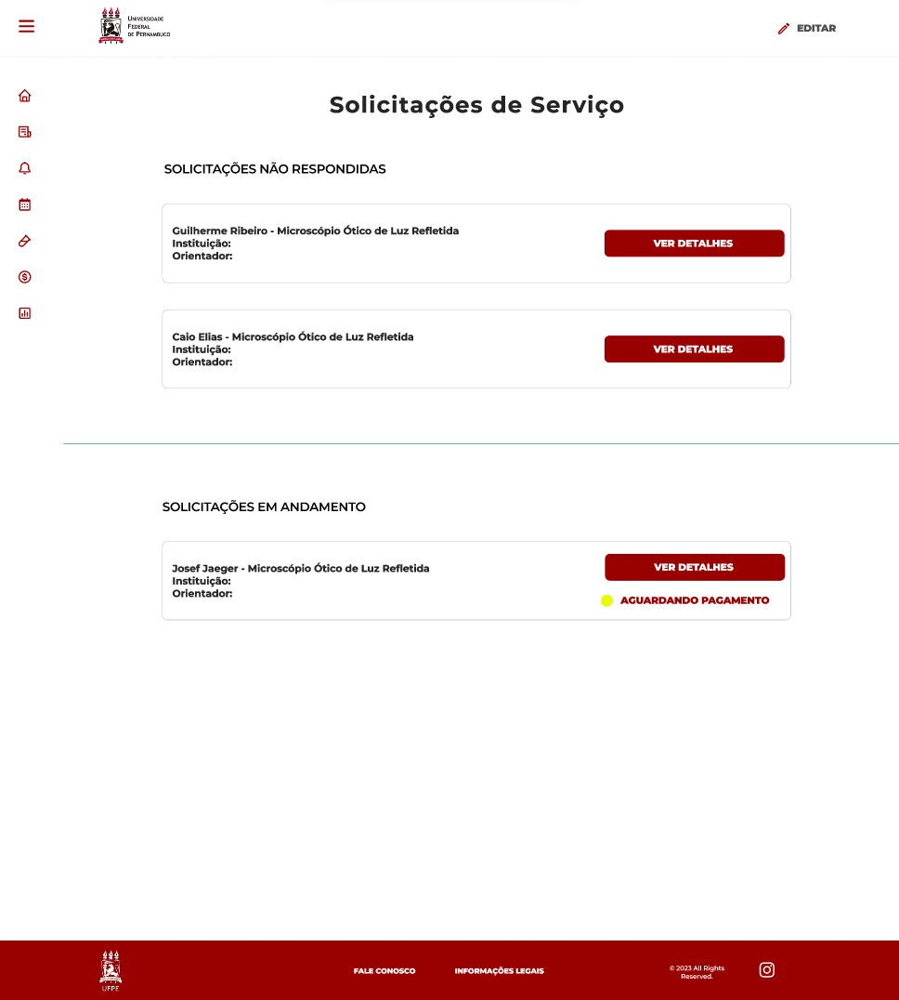 Universidade
Federal
de Pernambuco
EDITAR
Solicitações de Serviço
SOLICITAÇÕES NÃO RESPONDIDAS
Guilherme Ribeiro - Microscópio Ótico de Luz Refletida
Instituição:
Orientador:
VER DETALHES
Caio Elias - Microscópio Ótico de Luz Refletida
Instituição:
Orientador:
VER DETALHES
SOLICITAÇÕES EM ANDAMENTO
Josef Jaeger - Microscópio Ótico de Luz Refletida
Instituição:
Orientador:
VER DETALHES
AGUARDANDO PAGAMENTO
UFPE
FALE CONOSCO
INFORMAÇÕES LEGAIS
© 2023 All Rights
Reserved.